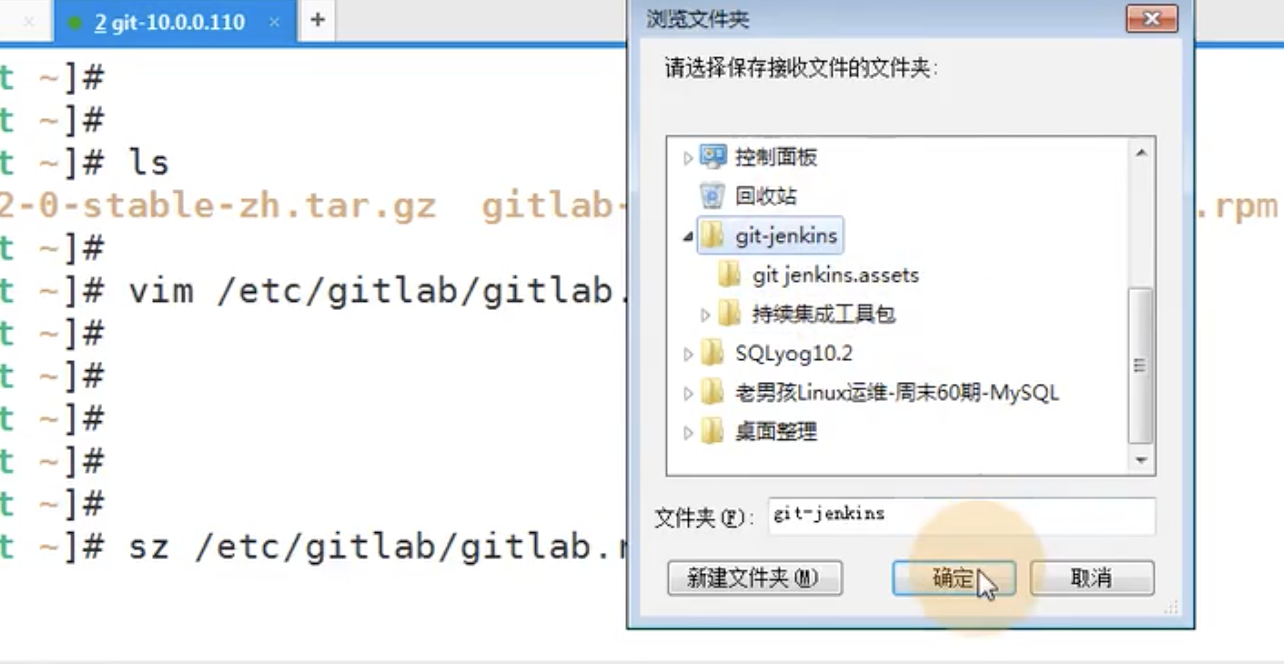 2 git-10.0.0.110 × +
t ~]#
t ~]#
t ~]# ls
2-0-stable-zh.tar.gz gitlab- .rpm
t ~]#
t ~]# vim /etc/gitlab/gitlab.
t ~]#
t ~]#
t ~]#
t ~]#
t ~]#
t ~]# sz /etc/gitlab/gitlab.r
浏览文件夹
请选择保存接收文件的文件夹:
控制面板
回收站
git-jenkins
git jenkins.assets
持续集成工具包
SQLyog10.2
老男孩Linux运维-周末60期-MySQL
桌面整理
文件夹(F): git-jenkins
新建文件夹(M) 确定 取消